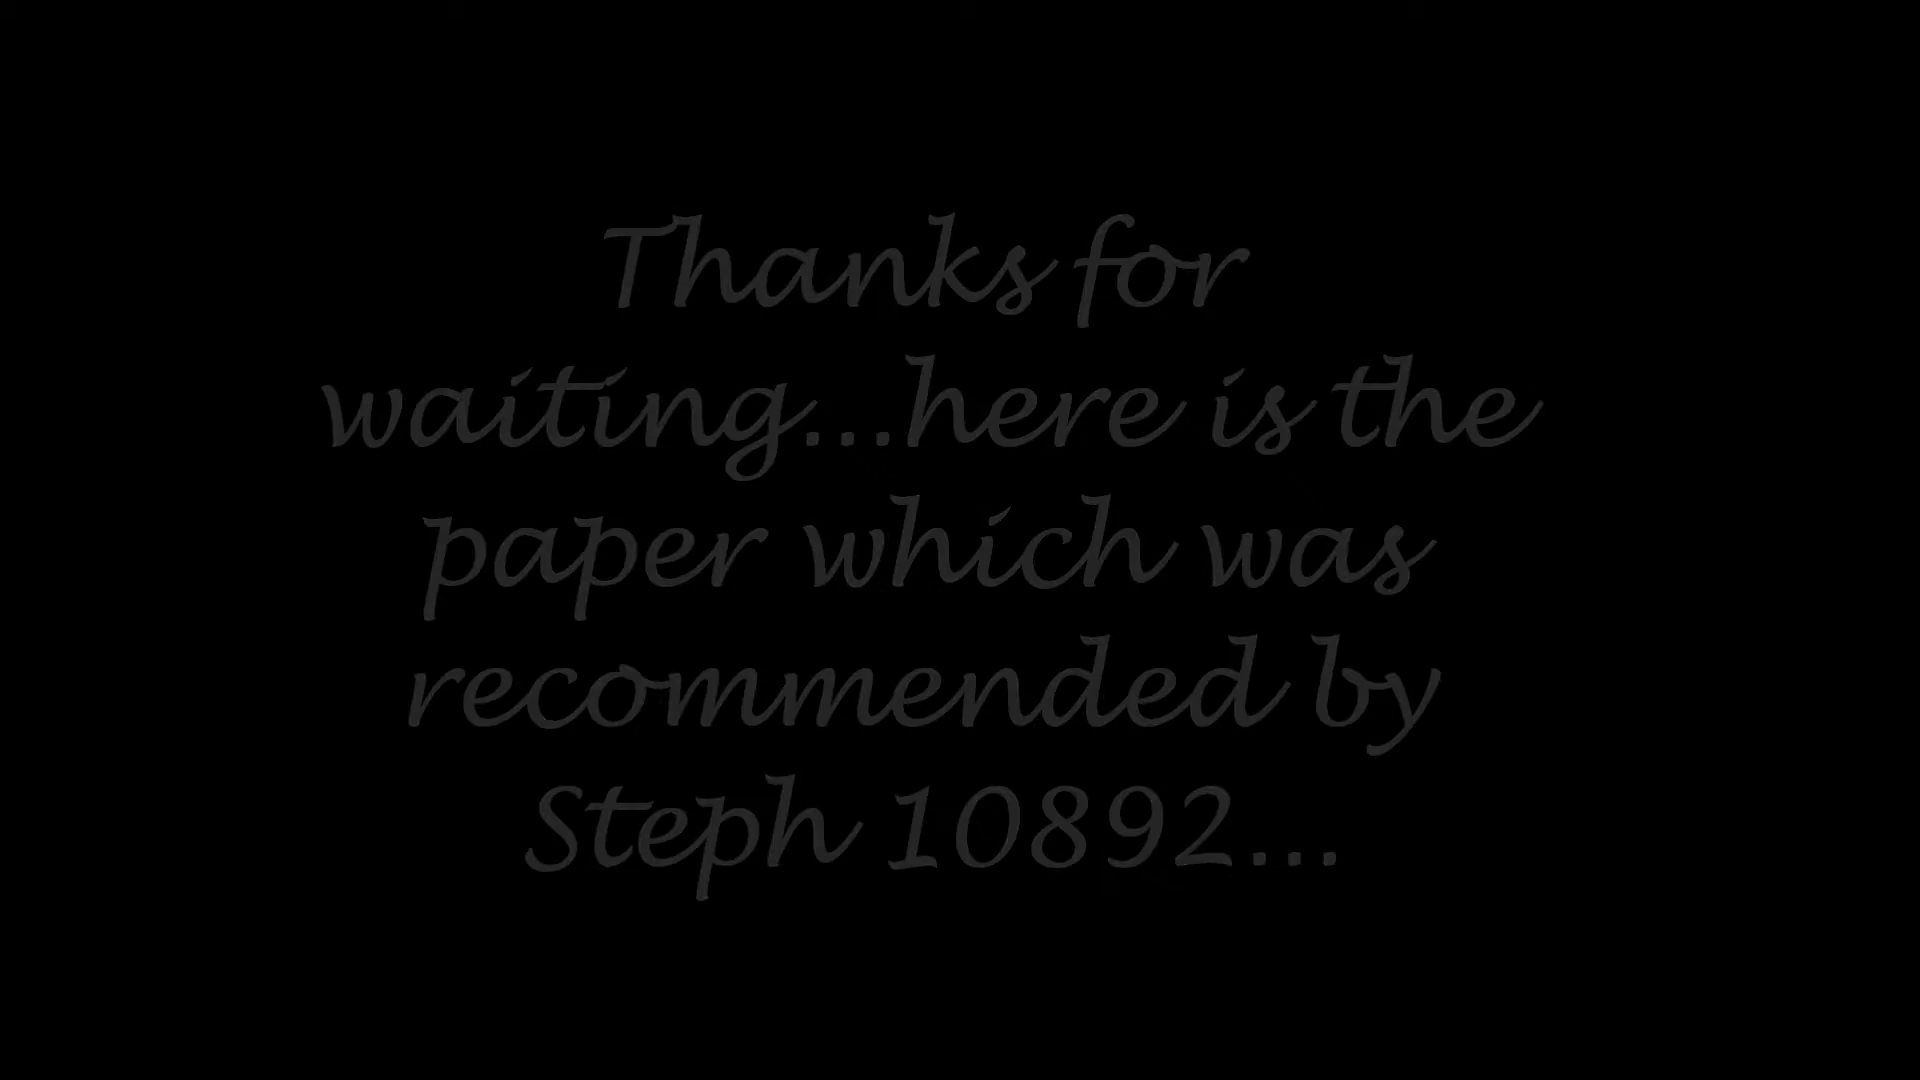 Thanks for
waiting...here is the
paper which was
recommended by
Steph 10892...